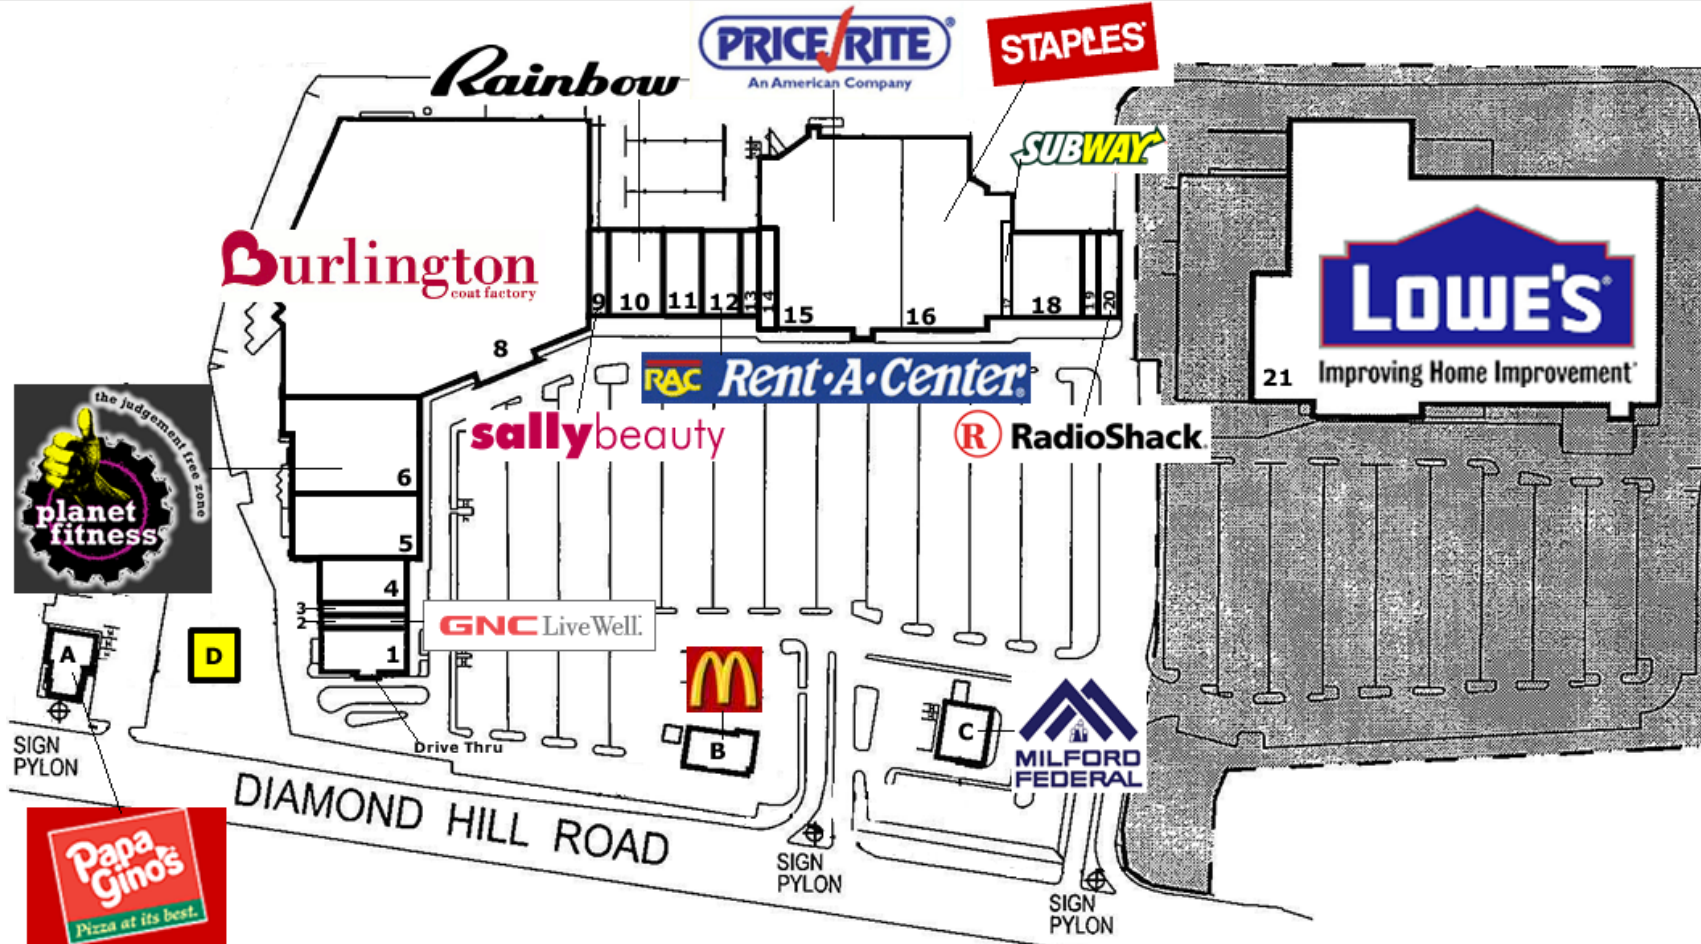 Rainbow
PRICE RITE®
An American Company
STAPLES
SUBWAY
Burlington
coat factory
9
10
11
12
13
14
15
16
17
18
19
20
8
LOWE'S®
Improving Home Improvement
21
RAC Rent-A-Center®
sallybeauty
R RadioShack.
the judgement free zone
planet
fitness
6
5
4
3
2
1
GNC LiveWell.
A
D
B
C
Drive Thru
MILFORD
FEDERAL
SIGN
PYLON
DIAMOND HILL ROAD
SIGN
PYLON
SIGN
PYLON
Papa
Gino's
Pizza at its best.